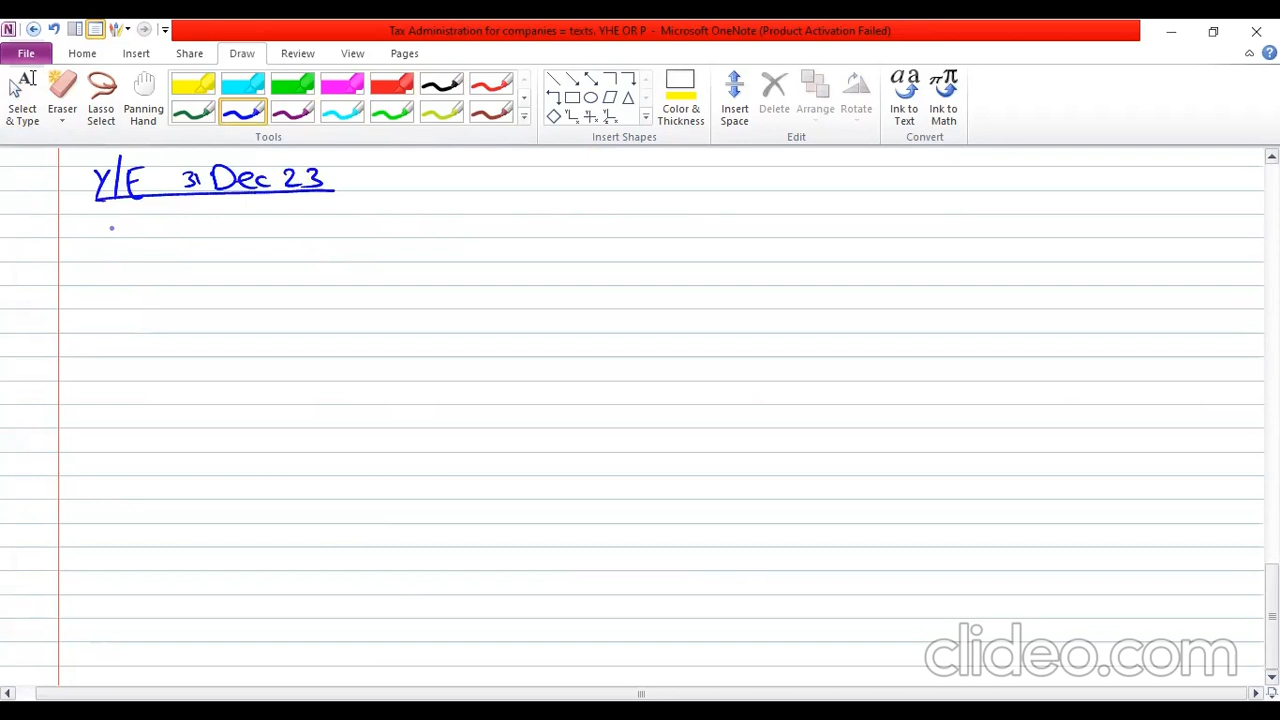 Tax Administration for companies = texts. YHE OR P - Microsoft OneNote (Product Activation Failed)
File Home Insert Share Draw Review View Pages
Select & Type
Eraser
Lasso Select
Panning Hand
Color & Thickness
Insert Space
Delete
Arrange
Rotate
Ink to Text
Ink to Math
Tools
Insert Shapes
Edit
Convert
Y/E 31 Dec 23
clideo.com